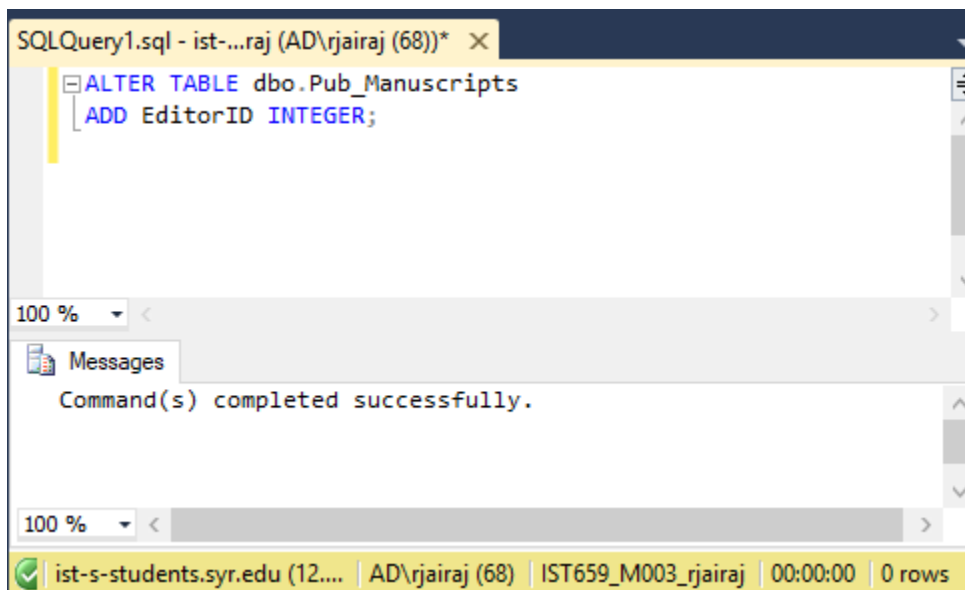 SQLQuery1.sql - ist-...raj (AD\rjairaj (68))*
ALTER TABLE dbo.Pub_Manuscripts
ADD EditorID INTEGER;
100 %
Messages
Command(s) completed successfully.
100 %
ist-s-students.syr.edu (12.... AD\rjairaj (68) IST659_M003_rjairaj 00:00:00 0 rows